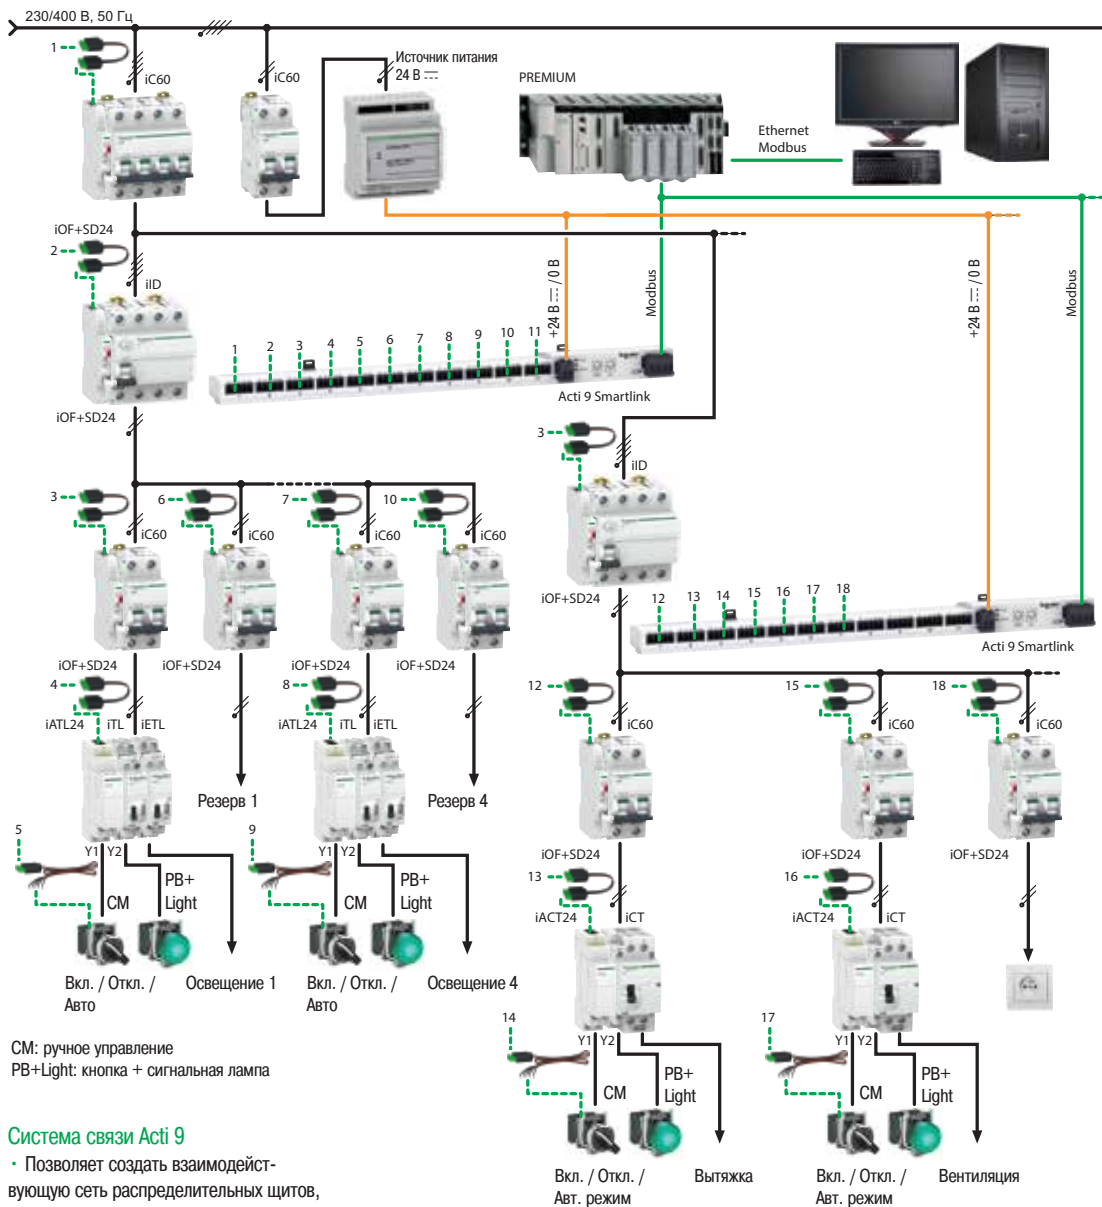 230/400 В, 50 Гц
1
iC60
iC60
Источник питания
24 В
PREMIUM
Ethernet
Modbus
iOF+SD24
2
iID
+24 В / 0 В
Modbus
+24 В / 0 В
Modbus
1 2 3 4 5 6 7 8 9 10 11
Acti 9 Smartlink
iOF+SD24
3
iID
3 6 7 10
iC60 iC60 iC60 iC60
iOF+SD24
12 13 14 15 16 17 18
Acti 9 Smartlink
iOF+SD24 iOF+SD24 iOF+SD24 iOF+SD24
4 8
iATL24 iTL iETL iATL24 iTL iETL
12 15 18
iC60 iC60 iC60
Резерв 1 Резерв 4
5 Y1 Y2 9 Y1 Y2
iOF+SD24 iOF+SD24 iOF+SD24
CM PB+
Light
CM PB+
Light
13 16
iACT24 iCT iACT24 iCT
Вкл. / Откл. /
Авто
Освещение 1
Вкл. / Откл. /
Авто
Освещение 4
CM: ручное управление
PB+Light: кнопка + сигнальная лампа
14 Y1 Y2 17 Y1 Y2
CM PB+
Light
CM PB+
Light
Система связи Acti 9
· Позволяет создать взаимодейст-
вующую сеть распределительных щитов,
Вкл. / Откл. /
Авт. режим
Вытяжка
Вкл. / Откл. /
Авт. режим
Вентиляция